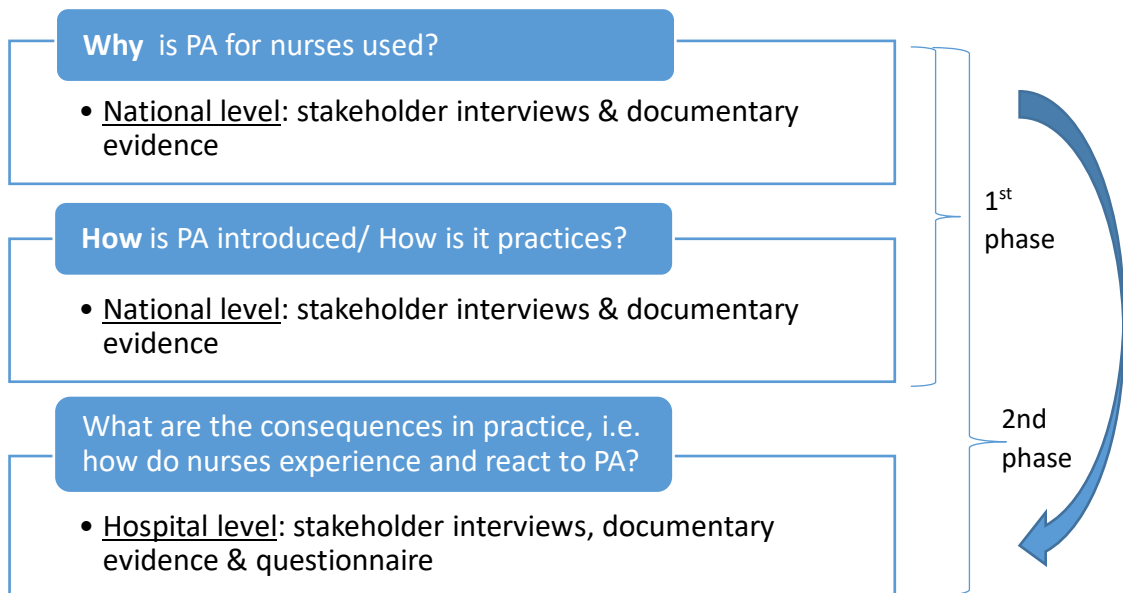 Why is PA for nurses used?
• National level: stakeholder interviews & documentary
evidence
How is PA introduced/ How is it practices?
• National level: stakeholder interviews & documentary
evidence
What are the consequences in practice, i.e.
how do nurses experience and react to PA?
• Hospital level: stakeholder interviews, documentary
evidence & questionnaire
1st
phase
2nd
phase